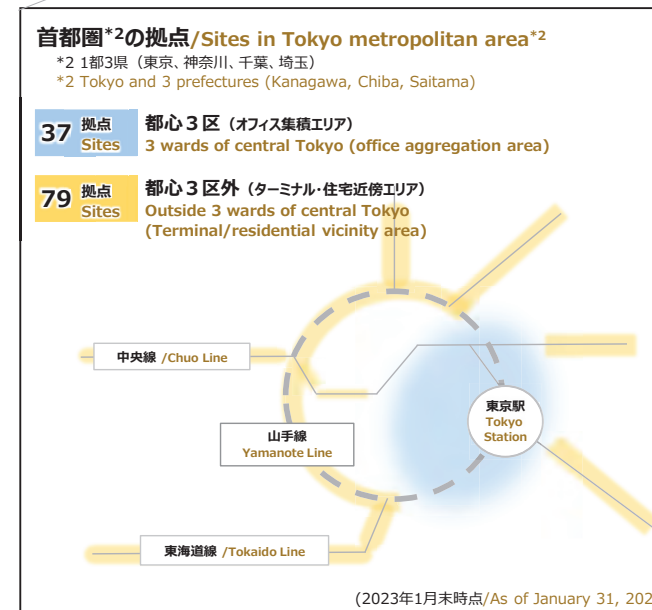 首都圏*2の拠点/Sites in Tokyo metropolitan area*2
*2 1都3県（東京、神奈川、千葉、埼玉）
*2 Tokyo and 3 prefectures (Kanagawa, Chiba, Saitama)
37 拠点 Sites
都心３区（オフィス集積エリア）
3 wards of central Tokyo (office aggregation area)
79 拠点 Sites
都心３区外（ターミナル・住宅近傍エリア）
Outside 3 wards of central Tokyo
(Terminal/residential vicinity area)
中央線 /Chuo Line
東京駅
Tokyo
Station
山手線
Yamanote Line
東海道線 /Tokaido Line
(2023年1月末時点/As of January 31, 202